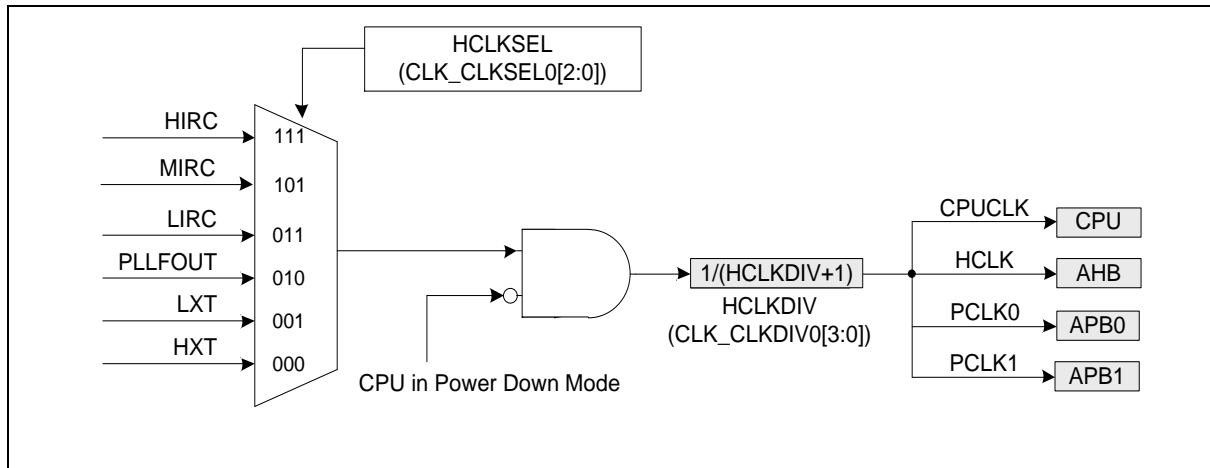 HCLKSEL
(CLK_CLKSEL0[2:0])
HIRC
111
MIRC
101
LIRC
011
PLLFOUT
010
LXT
001
HXT
000
CPU in Power Down Mode
1/(HCLKDIV+1)
HCLKDIV
(CLK_CLKDIV0[3:0])
CPUCLK
CPU
HCLK
AHB
PCLK0
APB0
PCLK1
APB1